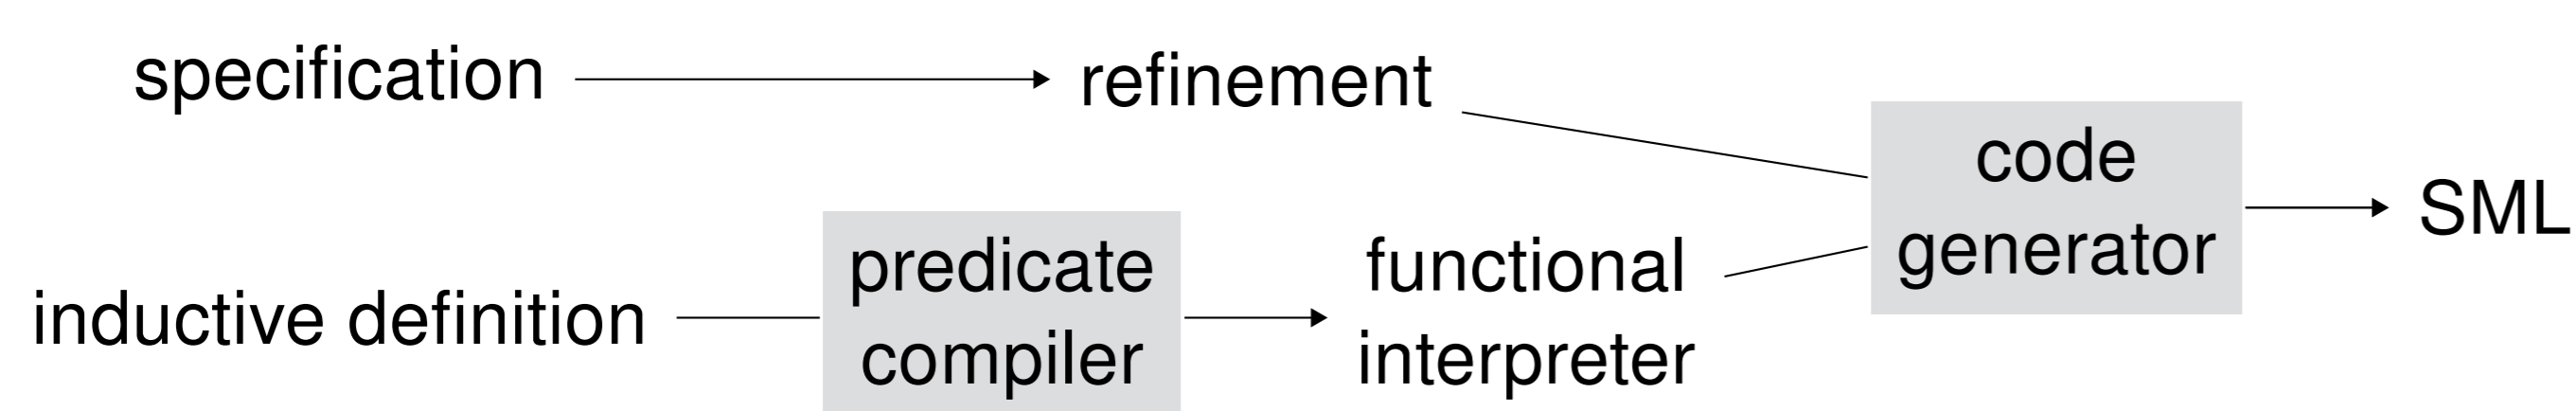 specification
refinement
code
generator
SML
inductive definition
predicate
compiler
functional
interpreter